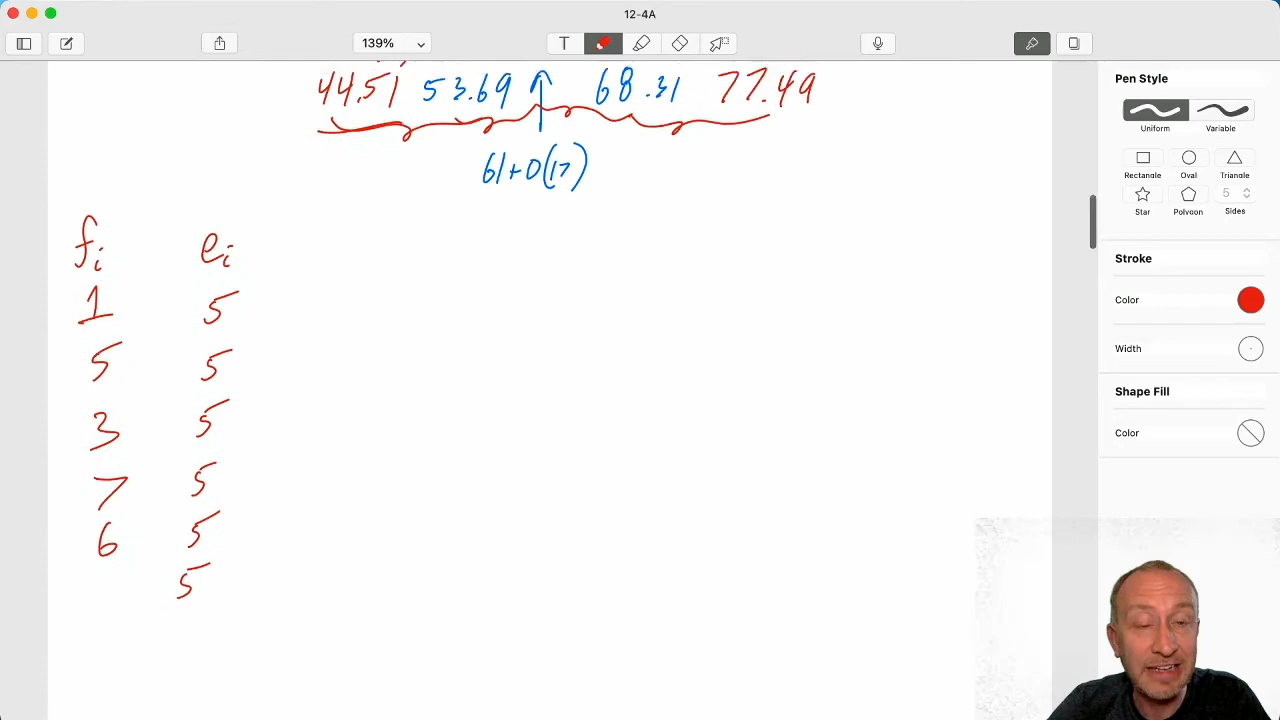 12-4A
139%
T
44.51 53.69 68.31 77.49
61+0(17)
fi ei
1 5
5 5
3 5
7 5
6 5
5
Pen Style
Uniform Variable
Rectangle Oval Triangle
5
Star Polygon Sides
Stroke
Color
Width
Shape Fill
Color